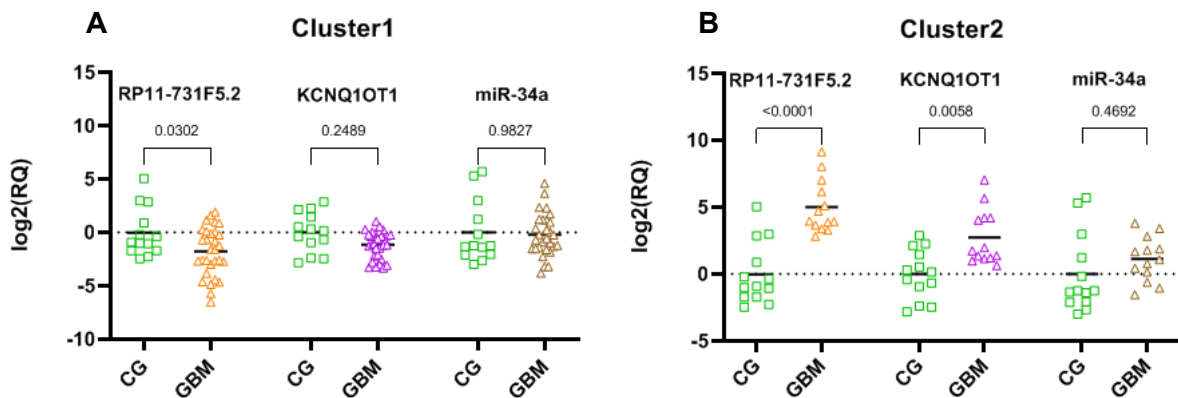 A
Cluster1
15
10
5
0
-5
-10
log2(RQ)
RP11-731F5.2
KCNQ1OT1
miR-34a
0.0302
0.2489
0.9827
CG
GBM
CG
GBM
CG
GBM
B
Cluster2
15
10
5
0
-5
log2(RQ)
RP11-731F5.2
KCNQ1OT1
miR-34a
<0.0001
0.0058
0.4692
CG
GBM
CG
GBM
CG
GBM